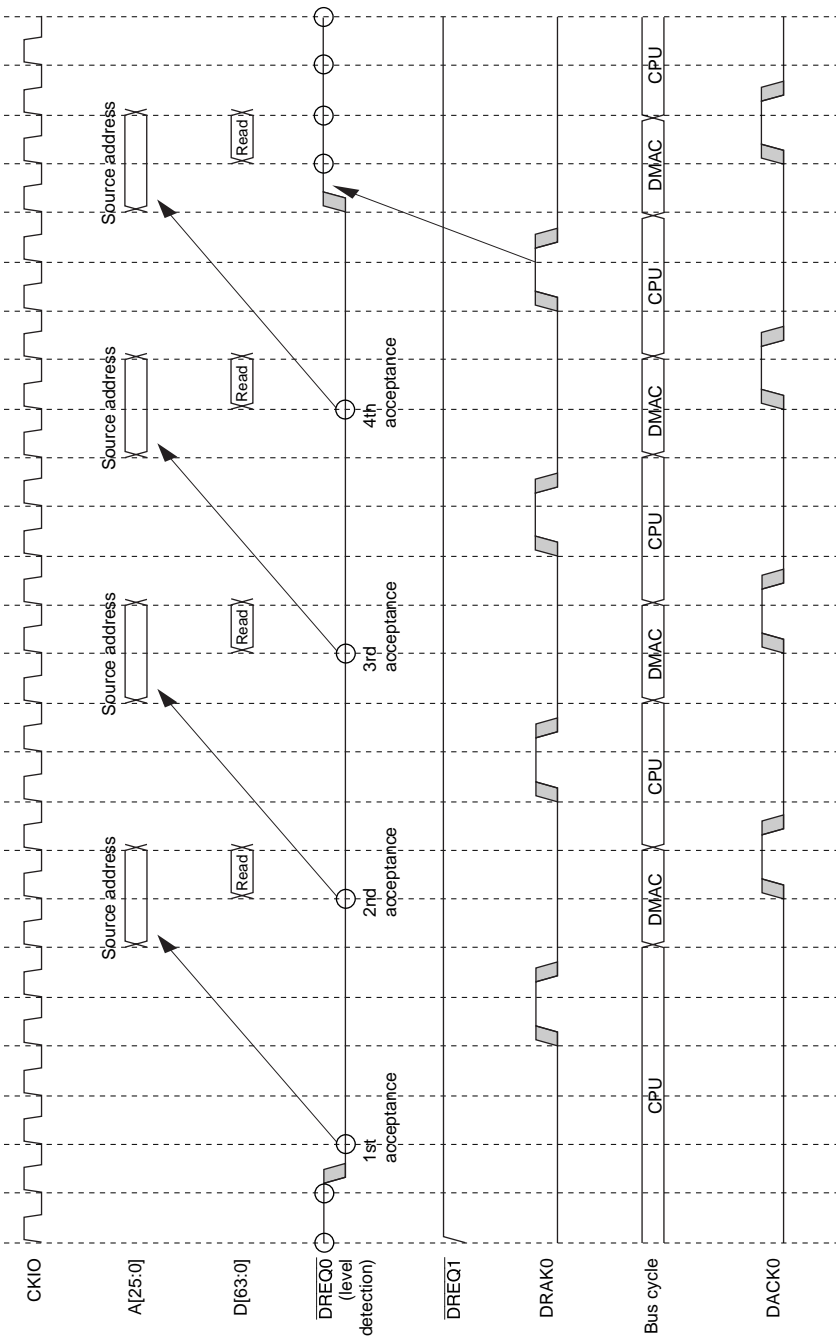 CKIO
A[25:0]
Source address
Source address
Source address
Source address
D[63:0]
Read
Read
Read
Read
DREQ0
(level
detection)
1st
acceptance
2nd
acceptance
3rd
acceptance
4th
acceptance
DREQ1
DRAK0
Bus cycle
CPU
DMAC
CPU
DMAC
CPU
DMAC
CPU
DMAC
CPU
DACK0